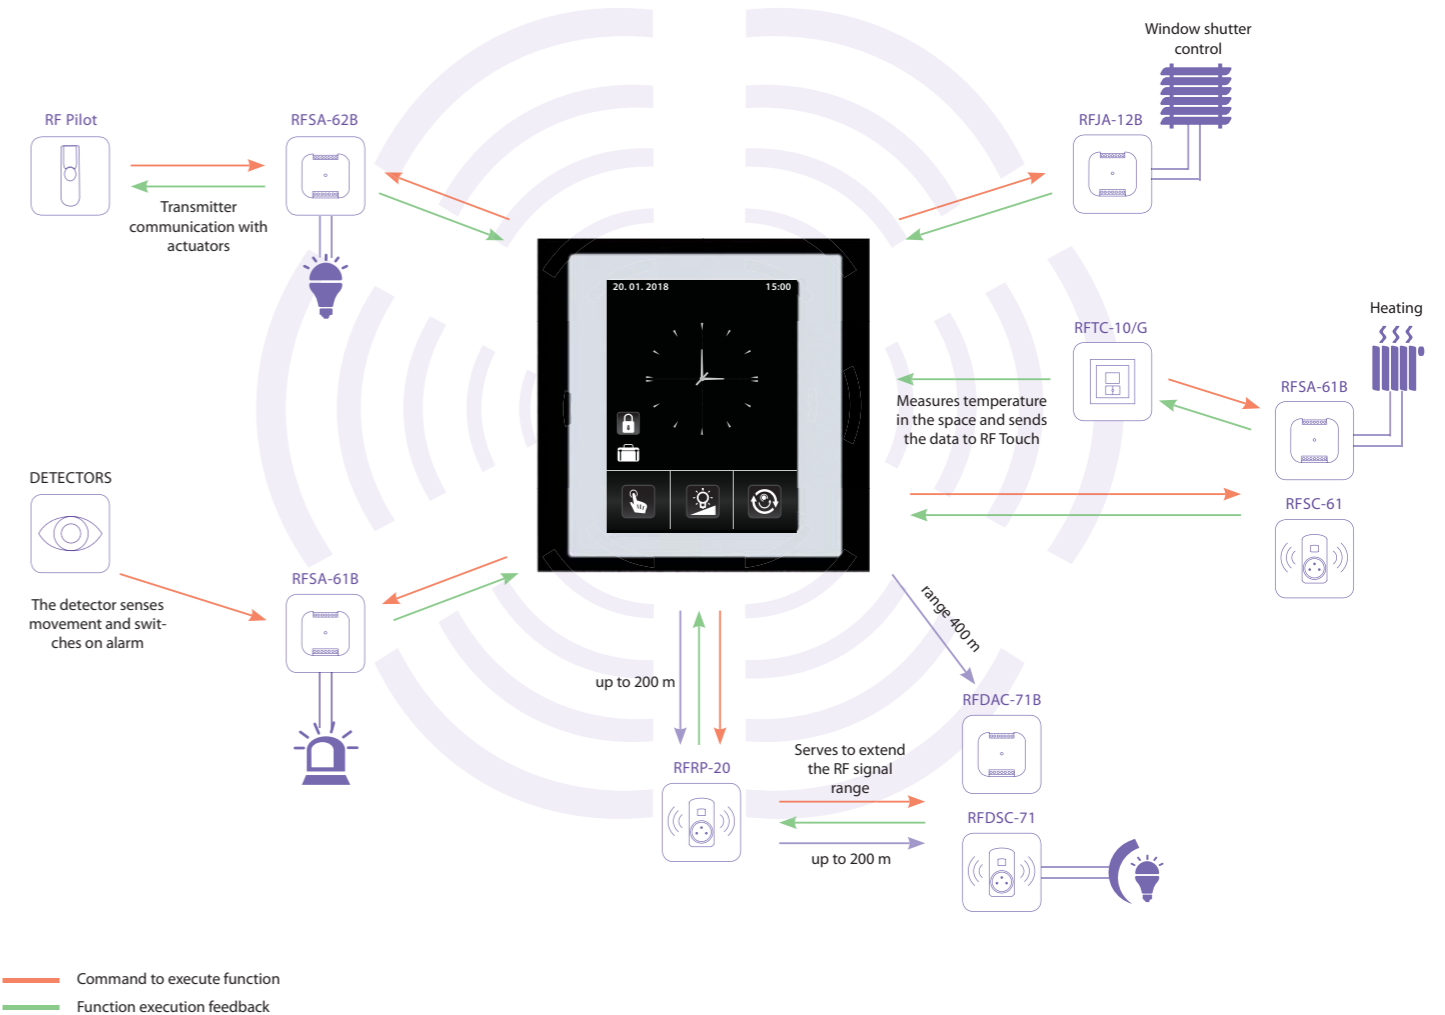 Window shutter
control
RF Pilot
RFSA-62B
RFJA-12B
Transmitter
communication with
actuators
20. 01. 2018
15:00
Heating
RFTC-10/G
RFSA-61B
Measures temperature
in the space and sends
the data to RF Touch
DETECTORS
RFSC-61
RFSA-61B
The detector senses
movement and swit-
ches on alarm
range 400 m
up to 200 m
RFDAC-71B
Serves to extend
the RF signal
range
RFRP-20
RFDSC-71
up to 200 m
Command to execute function
Function execution feedback